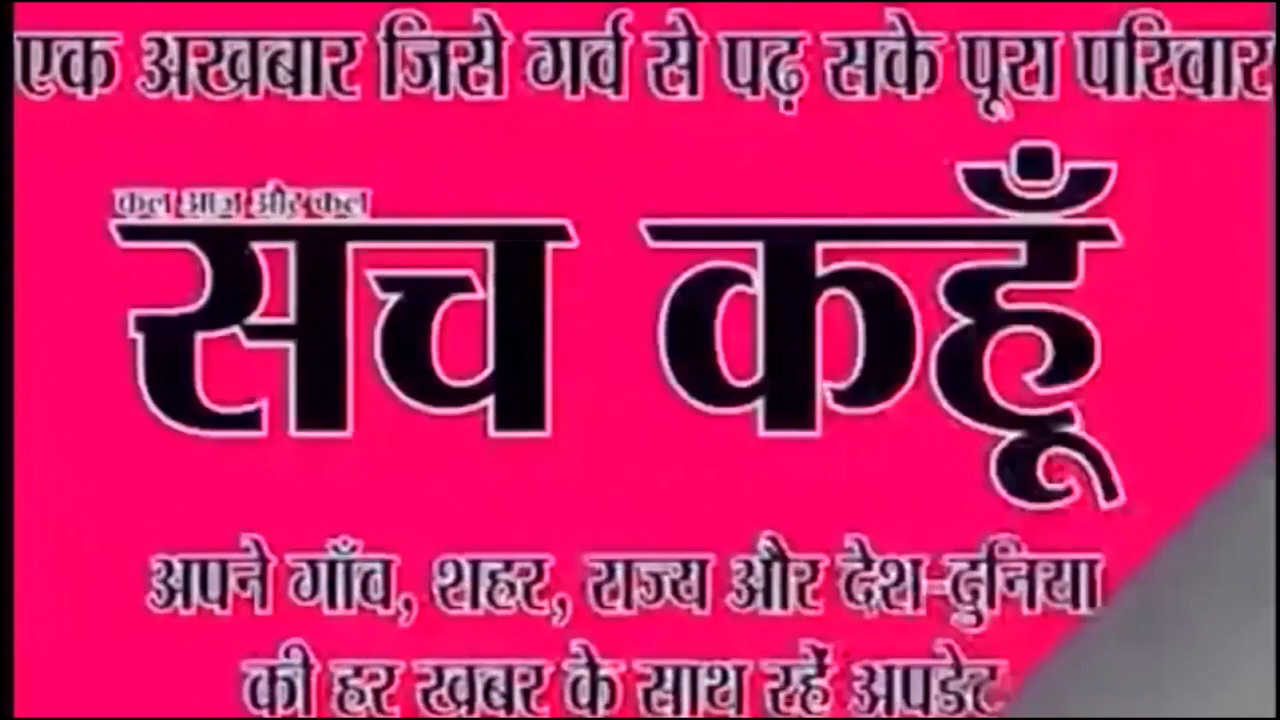 एक अखबार जिसे गर्व से पढ़ सके पूरा परिवार
कल आज और कल
सच कहूँ
अपने गाँव, शहर, राज्य और देश-दुनिया
की हर खबर के साथ रहें अपडेट